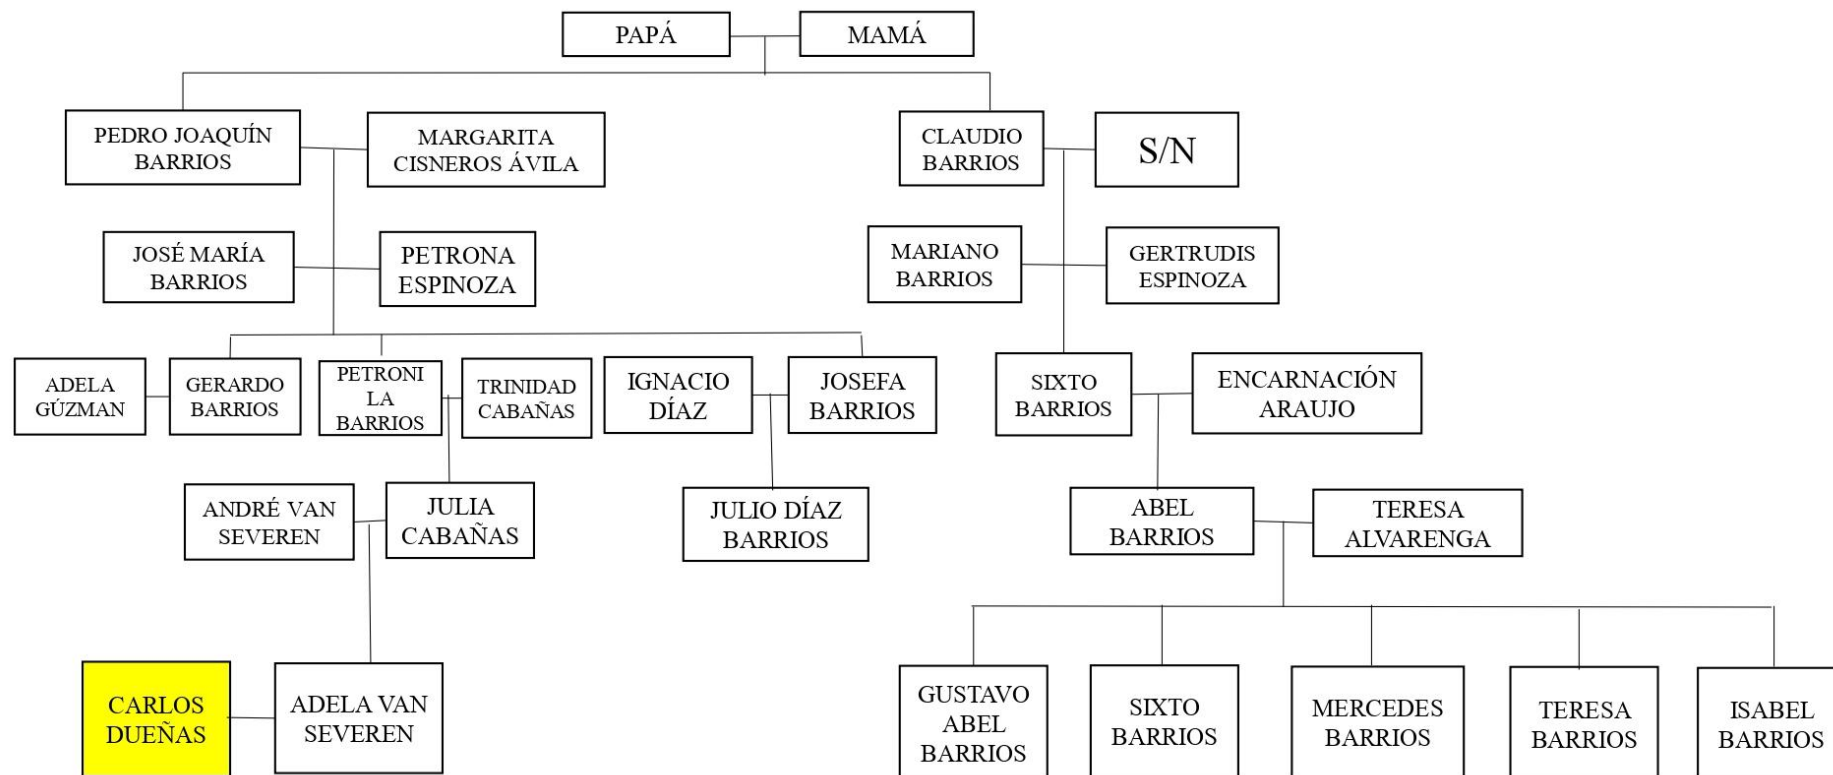 PAPÁ
MAMÁ
PEDRO JOAQUÍN
BARRIOS
MARGARITA
CISNEROS ÁVILA
CLAUDIO
BARRIOS
S/N
JOSÉ MARÍA
BARRIOS
PETRONA
ESPINOZA
MARIANO
BARRIOS
GERTRUDIS
ESPINOZA
ADELA
GÚZMAN
GERARDO
BARRIOS
PETRONI
LA
BARRIOS
TRINIDAD
CABAÑAS
IGNACIO
DÍAZ
JOSEFA
BARRIOS
SIXTO
BARRIOS
ENCARNACIÓN
ARAUJO
ANDRÉ VAN
SEVEREN
JULIA
CABAÑAS
JULIO DÍAZ
BARRIOS
ABEL
BARRIOS
TERESA
ALVARENGA
CARLOS
DUEÑAS
ADELA VAN
SEVEREN
GUSTAVO
ABEL
BARRIOS
SIXTO
BARRIOS
MERCEDES
BARRIOS
TERESA
BARRIOS
ISABEL
BARRIOS